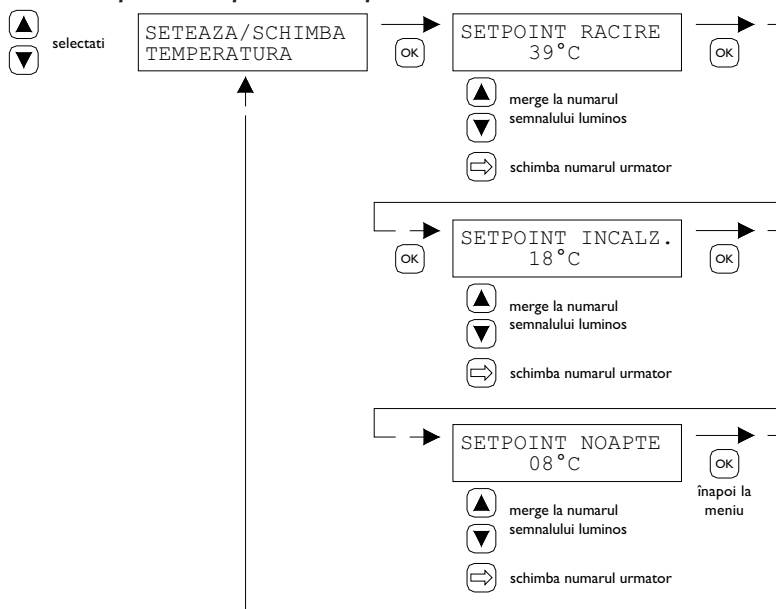 selectati
SETEAZA/SCHIMBA
TEMPERATURA
OK
SETPOINT RACIRE
39°C
OK
merge la numarul
semnalului luminos
schimba numarul urmator
OK
SETPOINT INCALZ.
18°C
OK
merge la numarul
semnalului luminos
schimba numarul urmator
SETPOINT NOAPTE
08°C
OK
înapoi la
meniu
merge la numarul
semnalului luminos
schimba numarul urmator